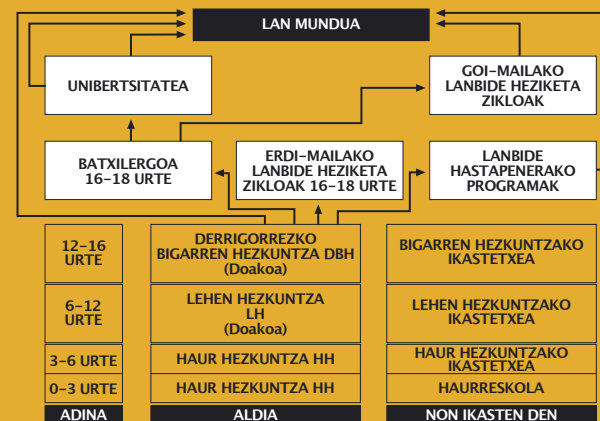 LAN MUNDUA
UNIBERTSITATEA
GOI-MAILAKO
LANBIDE HEZIKETA
ZIKLOAK
BATXILERGOA
16-18 URTE
ERDI-MAILAKO
LANBIDE HEZIKETA
ZIKLOAK 16-18 URTE
LANBIDE
HASTAPENERAKO
PROGRAMAK
12-16
URTE
DERRIGORREZKO
BIGARREN HEZKUNTZA DBH
(Doakoa)
BIGARREN HEZKUNTZAKO
IKASTETXEA
6-12
URTE
LEHEN HEZKUNTZA
LH
(Doakoa)
LEHEN HEZKUNTZAKO
IKASTETXEA
3-6 URTE
HAUR HEZKUNTZA HH
HAUR HEZKUNTZAKO
IKASTETXEA
0-3 URTE
HAUR HEZKUNTZA HH
HAURRESKOLA
ADINA
ALDIA
NON IKASTEN DEN